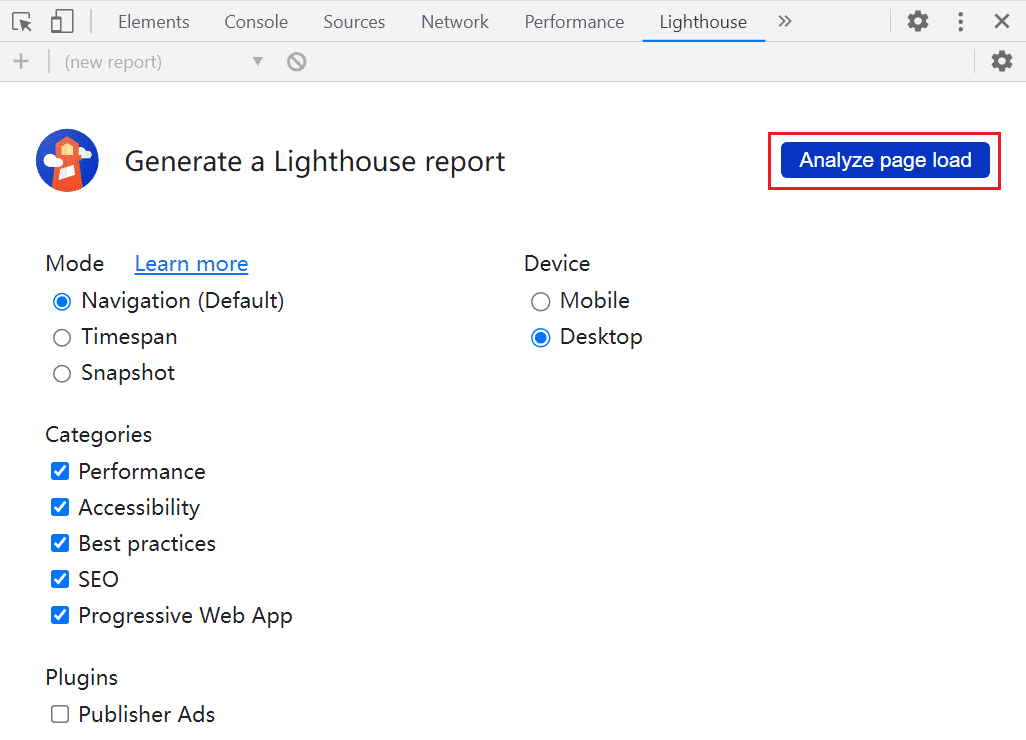 Elements Console Sources Network Performance Lighthouse
(new report)
Generate a Lighthouse report
Analyze page load
Mode Learn more
Navigation (Default)
Timespan
Snapshot
Device
Mobile
Desktop
Categories
Performance
Accessibility
Best practices
SEO
Progressive Web App
Plugins
Publisher Ads